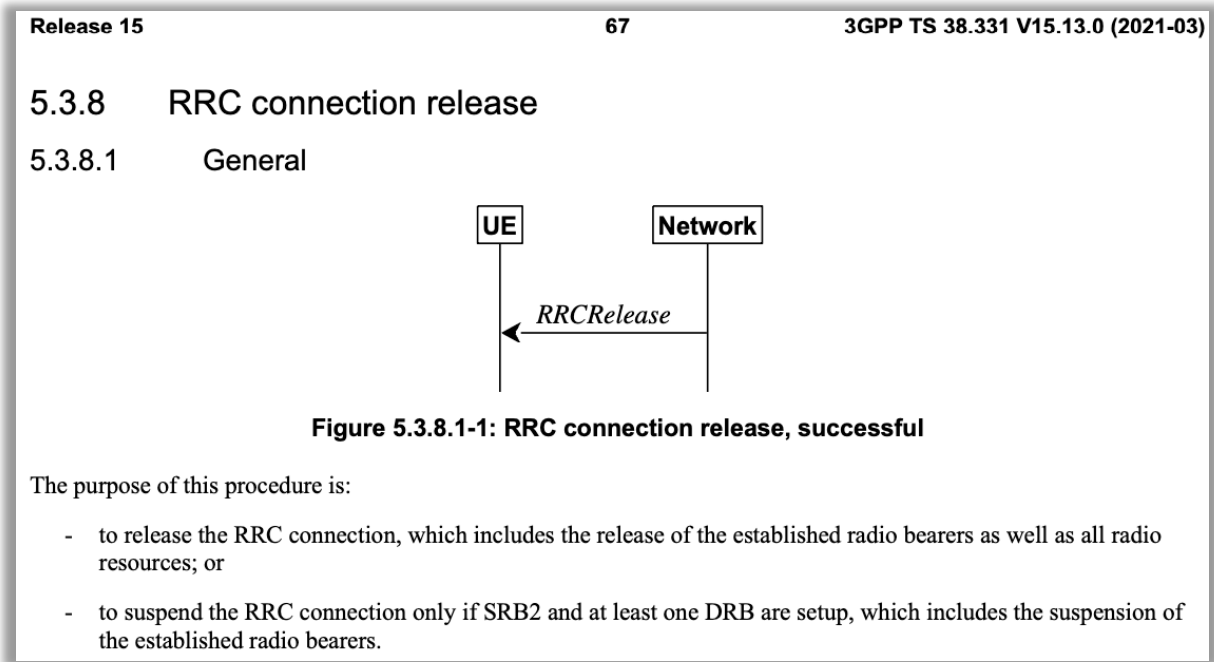 Release 15 67 3GPP TS 38.331 V15.13.0 (2021-03)
5.3.8 RRC connection release
5.3.8.1 General
UE Network
RRCRelease
Figure 5.3.8.1-1: RRC connection release, successful
The purpose of this procedure is:
- to release the RRC connection, which includes the release of the established radio bearers as well as all radio
resources; or
- to suspend the RRC connection only if SRB2 and at least one DRB are setup, which includes the suspension of
the established radio bearers.